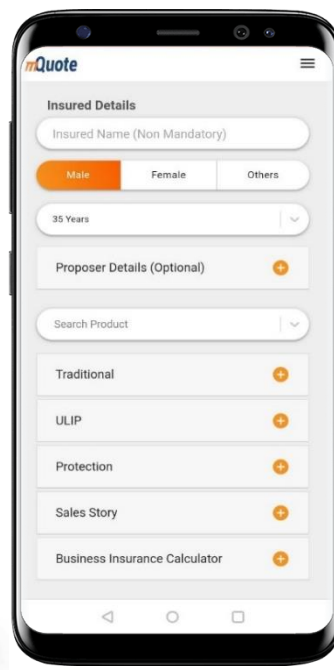 mQuote
Insured Details
Insured Name (Non Mandatory)
Male Female Others
35 Years
Proposer Details (Optional)
Search Product
Traditional
ULIP
Protection
Sales Story
Business Insurance Calculator